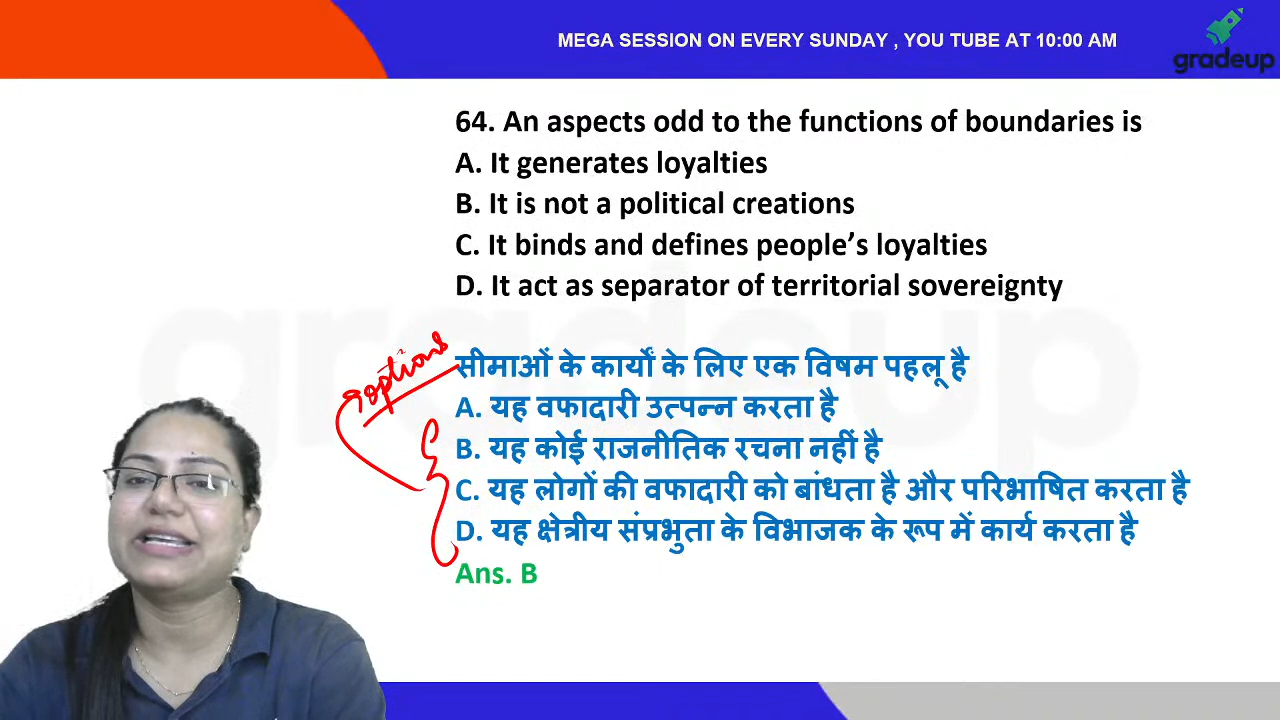 MEGA SESSION ON EVERY SUNDAY , YOU TUBE AT 10:00 AM
gradeup
64. An aspects odd to the functions of boundaries is
A. It generates loyalties
B. It is not a political creations
C. It binds and defines people’s loyalties
D. It act as separator of territorial sovereignty
options
सीमाओं के कार्यों के लिए एक विषम पहलू है
A. यह वफादारी उत्पन्न करता है
B. यह कोई राजनीतिक रचना नहीं है
C. यह लोगों की वफादारी को बांधता है और परिभाषित करता है
D. यह क्षेत्रीय संप्रभुता के विभाजक के रूप में कार्य करता है
Ans. B
gradeup